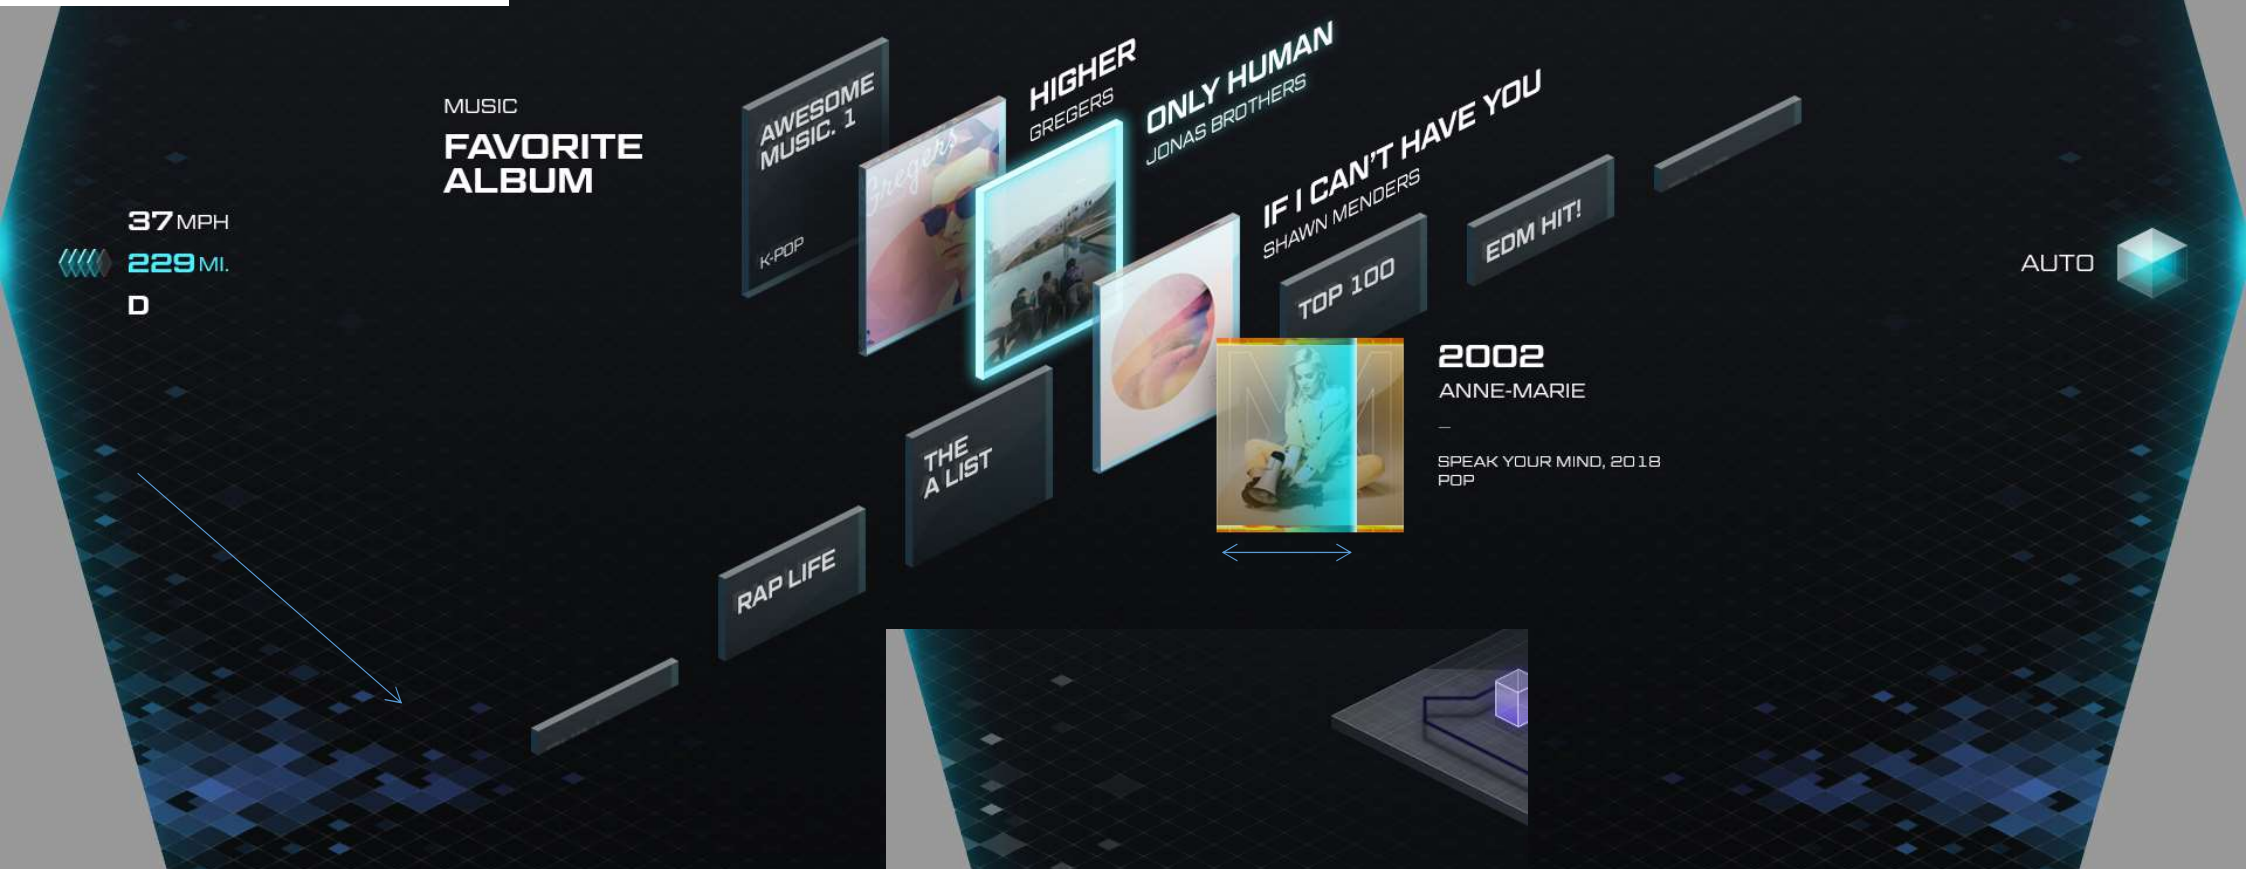 MUSIC
FAVORITE
ALBUM
37 MPH
229 MI.
D
AWESOME
MUSIC. 1
K-POP
Gregers
HIGHER
GREGERS
ONLY HUMAN
JONAS BROTHERS
IF I CAN'T HAVE YOU
SHAWN MENDERS
TOP 100
EDM HIT!
AUTO
2002
ANNE-MARIE
—
SPEAK YOUR MIND, 2018
POP
THE
A LIST
RAP LIFE